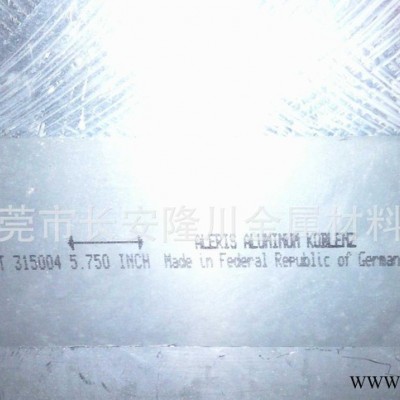 莞市长安隆川金属材料
ALERIS ALUMINUM KOBLENZ
T 315004 5.750 INCH Made in Federal Republic of German
www.